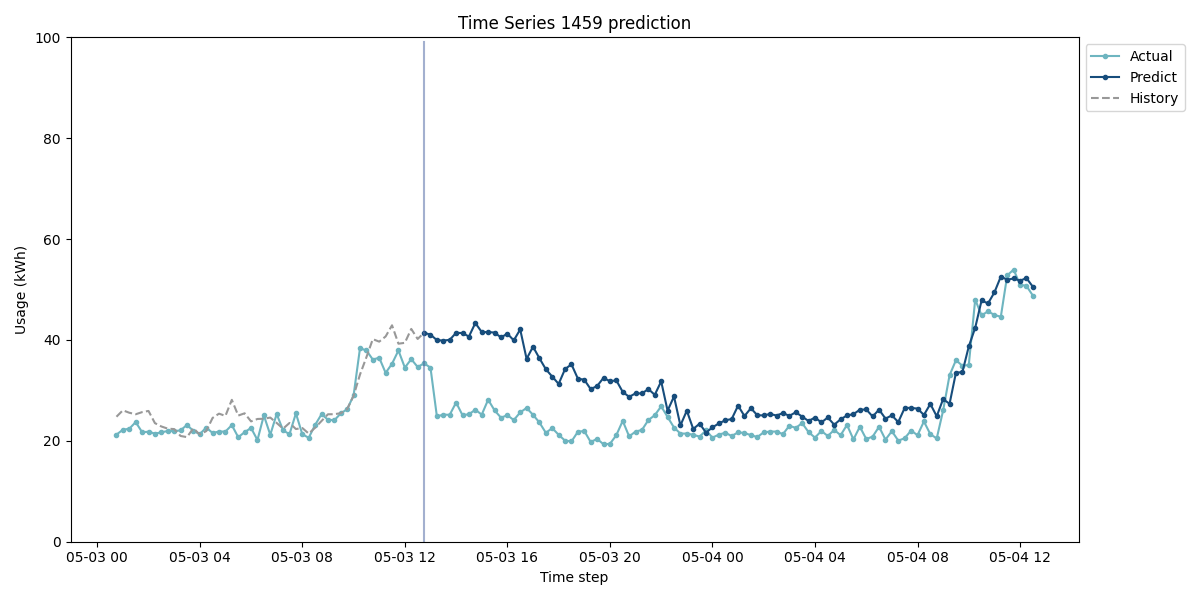 Time Series 1459 prediction
100
80
60
40
20
0
Usage (kWh)
05-03 00
05-03 04
05-03 08
05-03 12
05-03 16
05-03 20
05-04 00
05-04 04
05-04 08
05-04 12
Time step
Actual
Predict
History